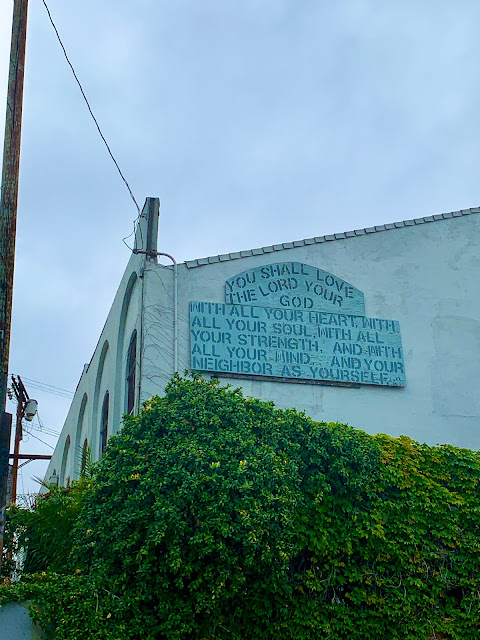 YOU SHALL LOVE
THE LORD YOUR
GOD
WITH ALL YOUR HEART, WITH
ALL YOUR SOUL, WITH ALL
YOUR STRENGTH, AND WITH
ALL YOUR MIND, AND YOUR
NEIGHBOR AS YOURSELF...